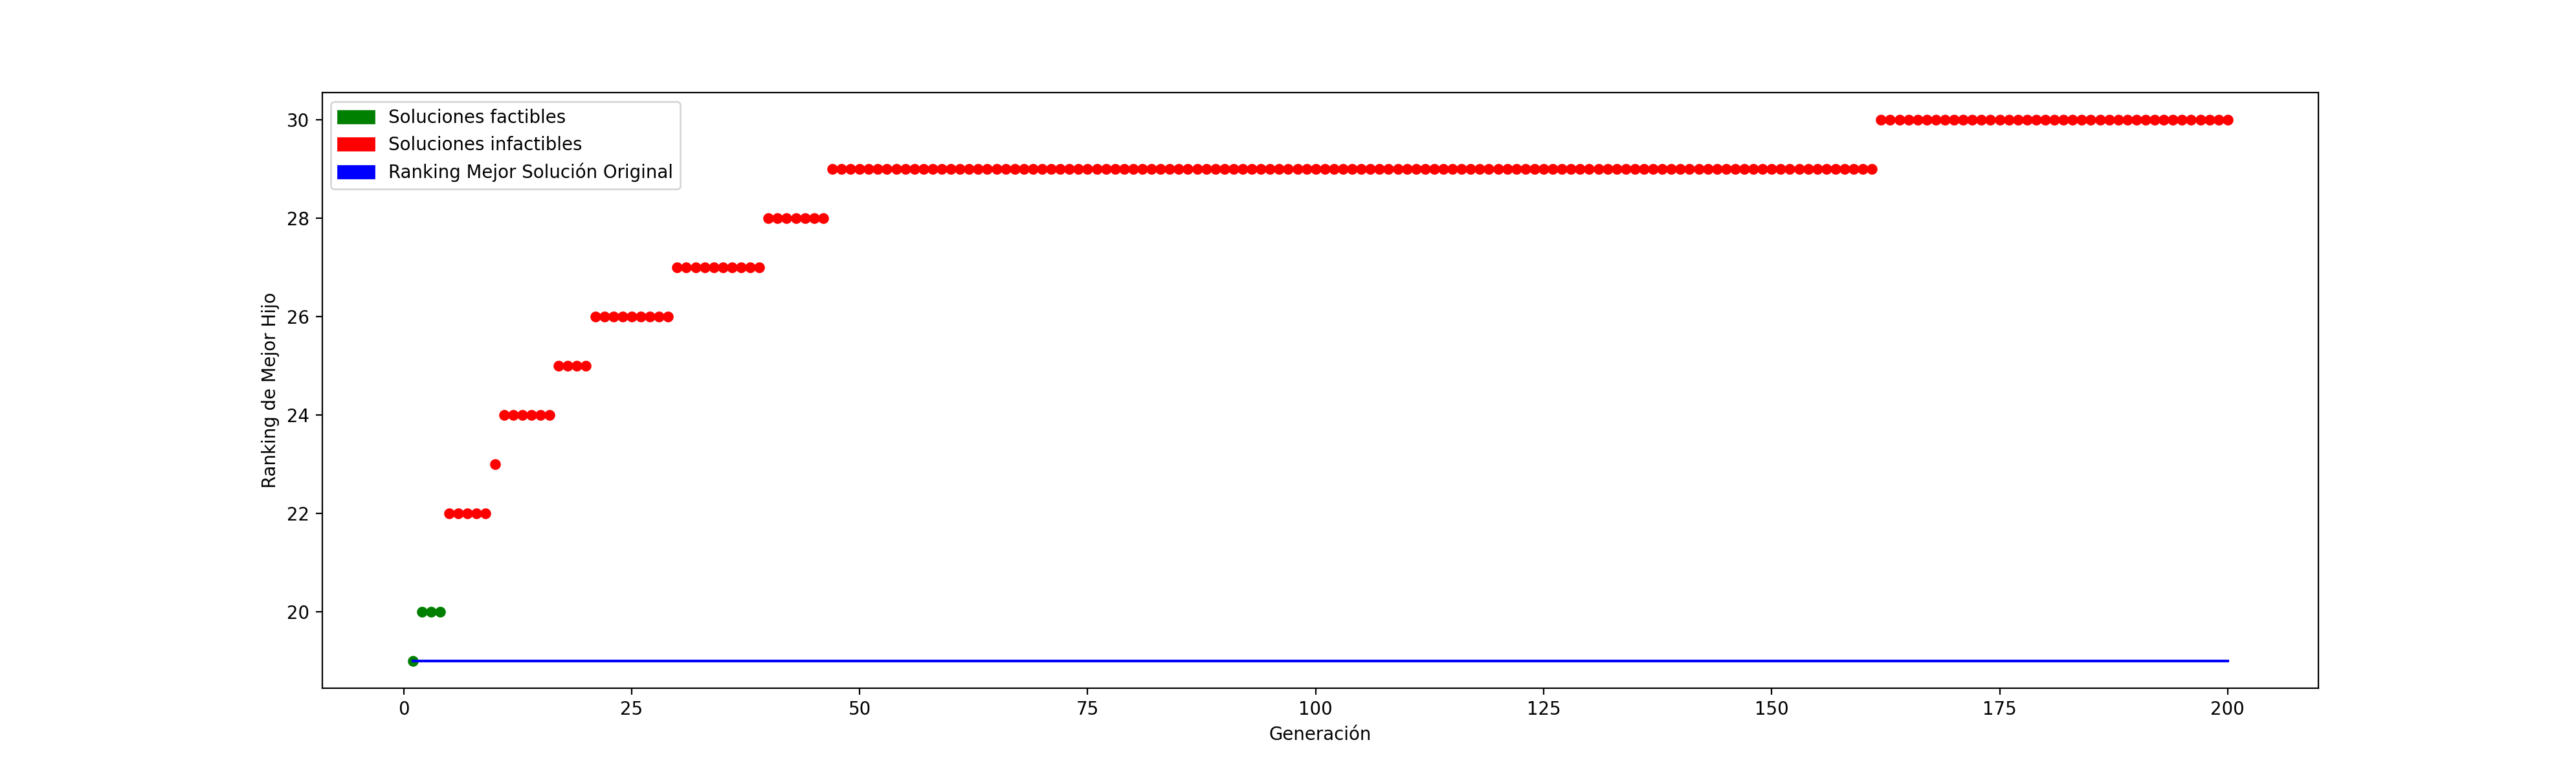 Soluciones factibles
Soluciones infactibles
Ranking Mejor Solución Original
Ranking de Mejor Hijo
30
28
26
24
22
20
0 25 50 75 100 125 150 175 200
Generación